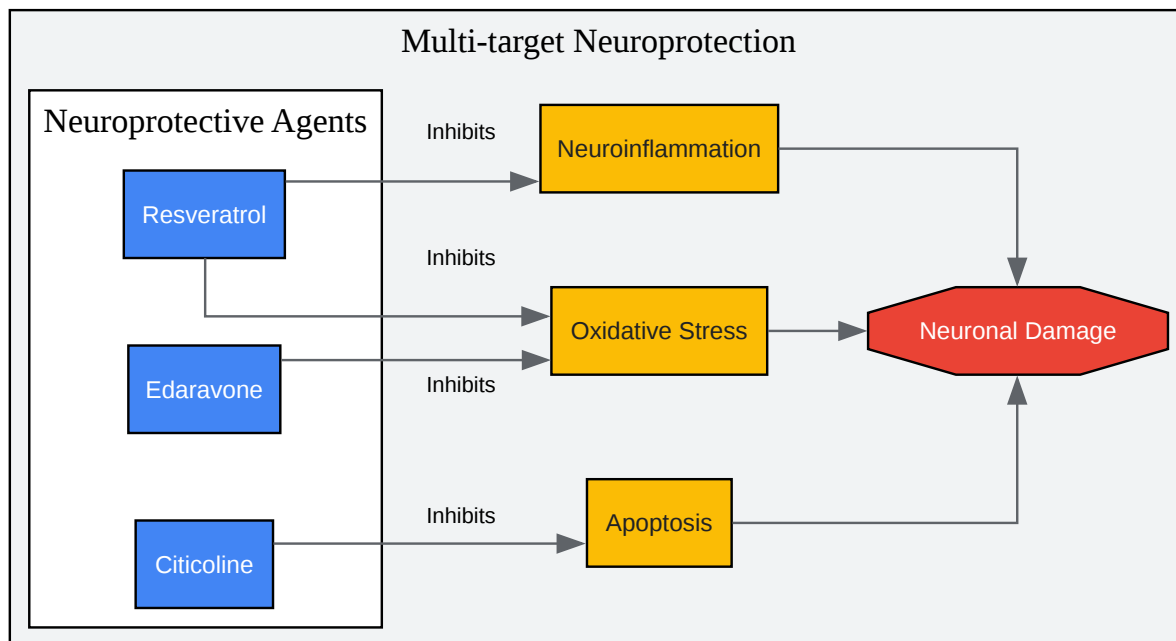 Multi-target Neuroprotection
Neuroprotective Agents
Inhibits
Neuroinflammation
Resveratrol
Inhibits
Oxidative Stress
Neuronal Damage
Edaravone
Inhibits
Inhibits
Apoptosis
Citicoline